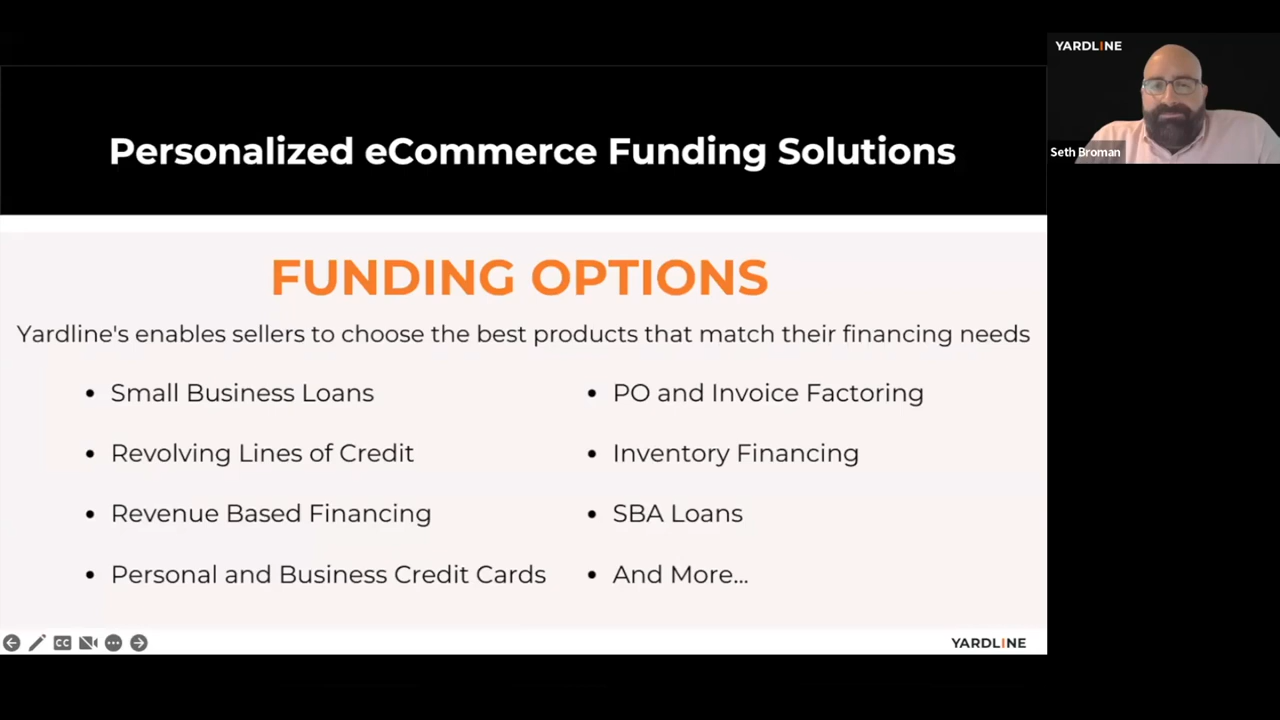 Personalized eCommerce Funding Solutions
FUNDING OPTIONS
Yardline's enables sellers to choose the best products that match their financing needs
• Small Business Loans
• Revolving Lines of Credit
• Revenue Based Financing
• Personal and Business Credit Cards
• PO and Invoice Factoring
• Inventory Financing
• SBA Loans
• And More...
CC
YARDLINE
YARDLINE
Seth Broman